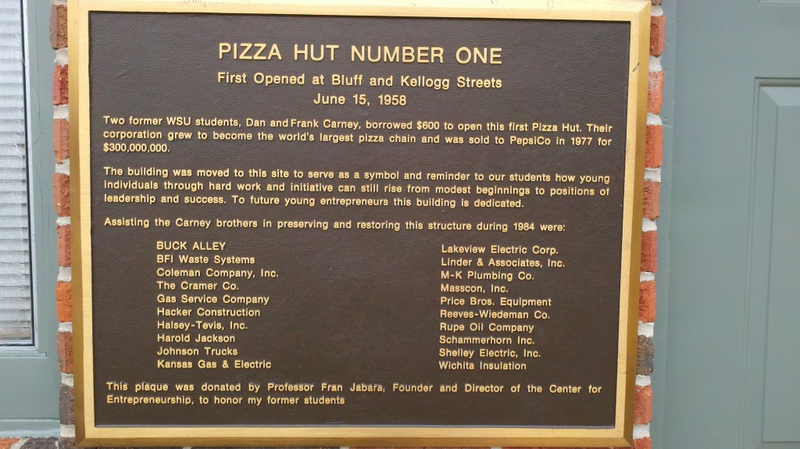 PIZZA HUT NUMBER ONE
First Opened at Bluff and Kellogg Streets
June 15, 1958
Two former WSU students, Dan and Frank Carney, borrowed $600 to open this first Pizza Hut. Their
corporation grew to become the world's largest pizza chain and was sold to PepsiCo in 1977 for
$300,000,000.
The building was moved to this site to serve as a symbol and reminder to our students how young
individuals through hard work and initiative can still rise from modest beginnings to positions of
leadership and success. To future young entrepreneurs this building is dedicated.
Assisting the Carney brothers in preserving and restoring this structure during 1984 were:
BUCK ALLEY
BFI Waste Systems
Coleman Company, Inc.
The Cramer Co.
Gas Service Company
Hacker Construction
Halsey-Tevis, Inc.
Harold Jackson
Johnson Trucks
Kansas Gas & Electric
Lakeview Electric Corp.
Linder & Associates, Inc.
M-K Plumbing Co.
Masscon, Inc.
Price Bros. Equipment
Reeves-Wiedeman Co.
Rupe Oil Company
Schammerhorn Inc.
Shelley Electric, Inc.
Wichita Insulation
This plaque was donated by Professor Fran Jabara, Founder and Director of the Center for
Entrepreneurship, to honor my former students